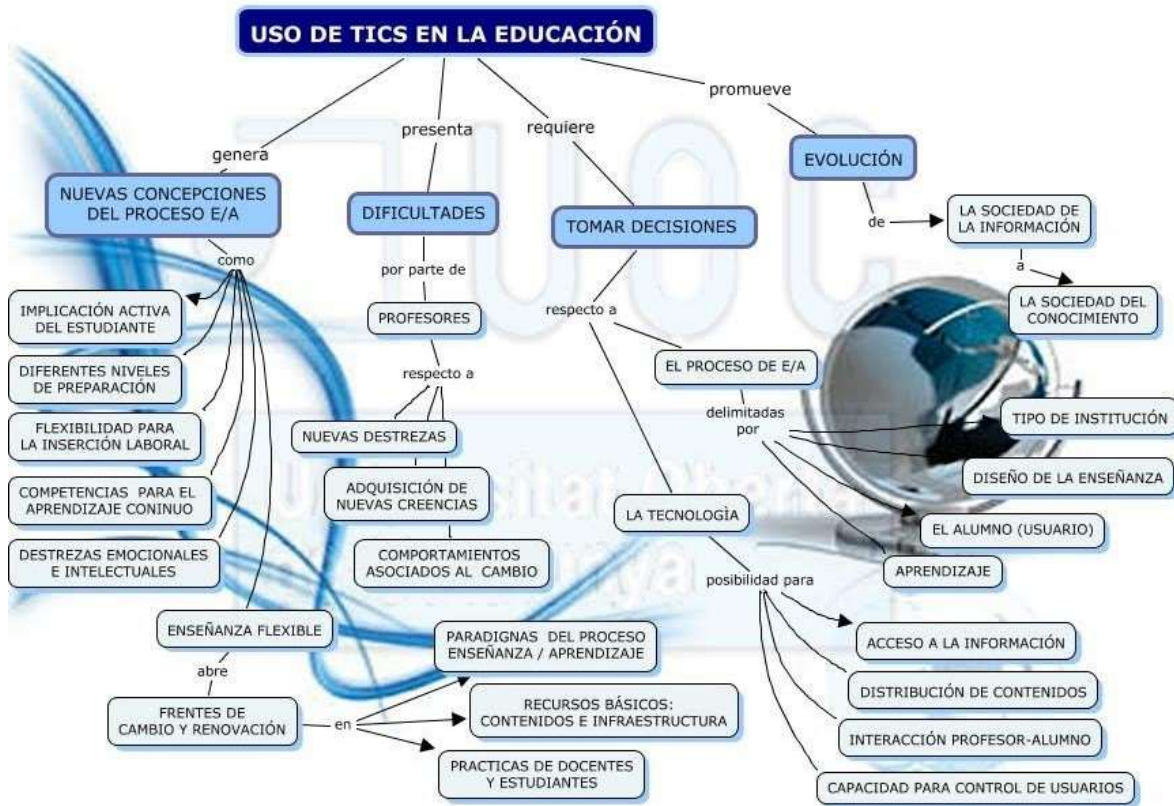 USO DE TICS EN LA EDUCACIÓN
genera
presenta
requiere
promueve
NUEVAS CONCEPCIONES
DEL PROCESO E/A
DIFICULTADES
TOMAR DECISIONES
EVOLUCIÓN
como
IMPLICACIÓN ACTIVA
DEL ESTUDIANTE
DIFERENTES NIVELES
DE PREPARACIÓN
FLEXIBILIDAD PARA
LA INSERCIÓN LABORAL
COMPETENCIAS PARA EL
APRENDIZAJE CONINUO
DESTREZAS EMOCIONALES
E INTELECTUALES
ENSEÑANZA FLEXIBLE
abre
FRENTES DE
CAMBIO Y RENOVACIÓN
en
PARADIGNAS DEL PROCESO
ENSEÑANZA / APRENDIZAJE
RECURSOS BÁSICOS:
CONTENIDOS E INFRAESTRUCTURA
PRACTICAS DE DOCENTES
Y ESTUDIANTES
por parte de
PROFESORES
respecto a
NUEVAS DESTREZAS
ADQUISICIÓN DE
NUEVAS CREENCIAS
COMPORTAMIENTOS
ASOCIADOS AL CAMBIO
respecto a
EL PROCESO DE E/A
delimitadas
por
TIPO DE INSTITUCIÓN
DISEÑO DE LA ENSEÑANZA
EL ALUMNO (USUARIO)
APRENDIZAJE
LA TECNOLOGÌA
posibilidad para
ACCESO A LA INFORMACIÓN
DISTRIBUCIÓN DE CONTENIDOS
INTERACCIÓN PROFESOR-ALUMNO
CAPACIDAD PARA CONTROL DE USUARIOS
de
LA SOCIEDAD DE
LA INFORMACIÓN
a
LA SOCIEDAD DEL
CONOCIMIENTO
UOC